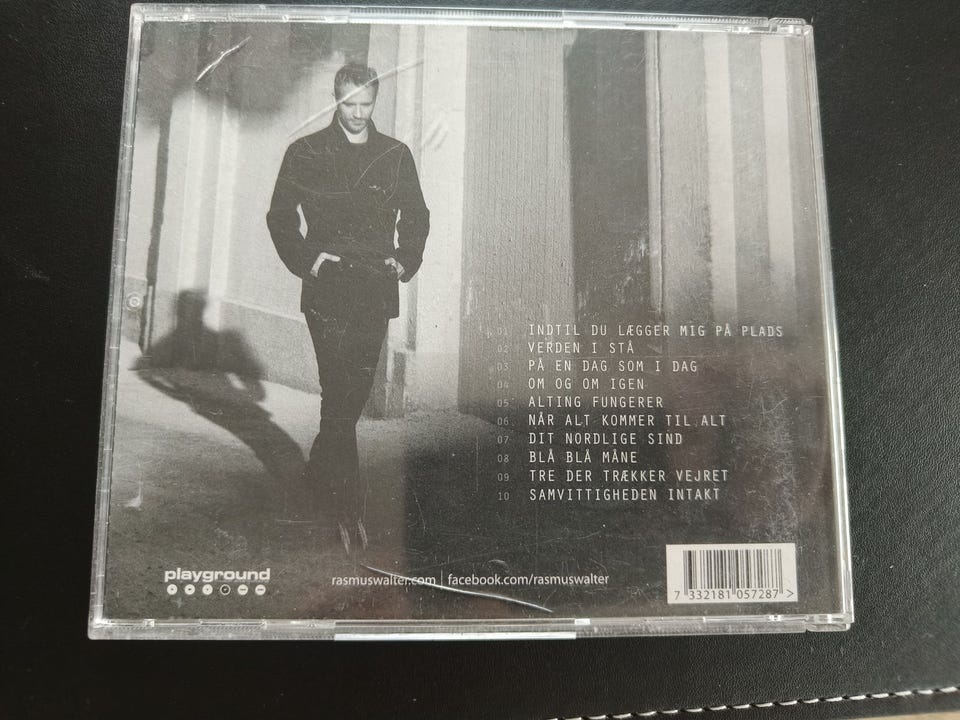 01 INDTIL DU LÆGGER MIG PÅ PLADS
02 VERDEN I STÅ
03 PÅ EN DAG SOM I DAG
04 OM OG OM IGEN
05 ALTING FUNGERER
06 NÅR ALT KOMMER TIL ALT
07 DIT NORDLIGE SIND
08 BLÅ BLÅ MÅNE
09 TRE DER TRÆKKER VEJRET
10 SAMVITTIGHEDEN INTAKT
playground
rasmuswalter.com | facebook.com/rasmuswalter
7 332181 057287 >